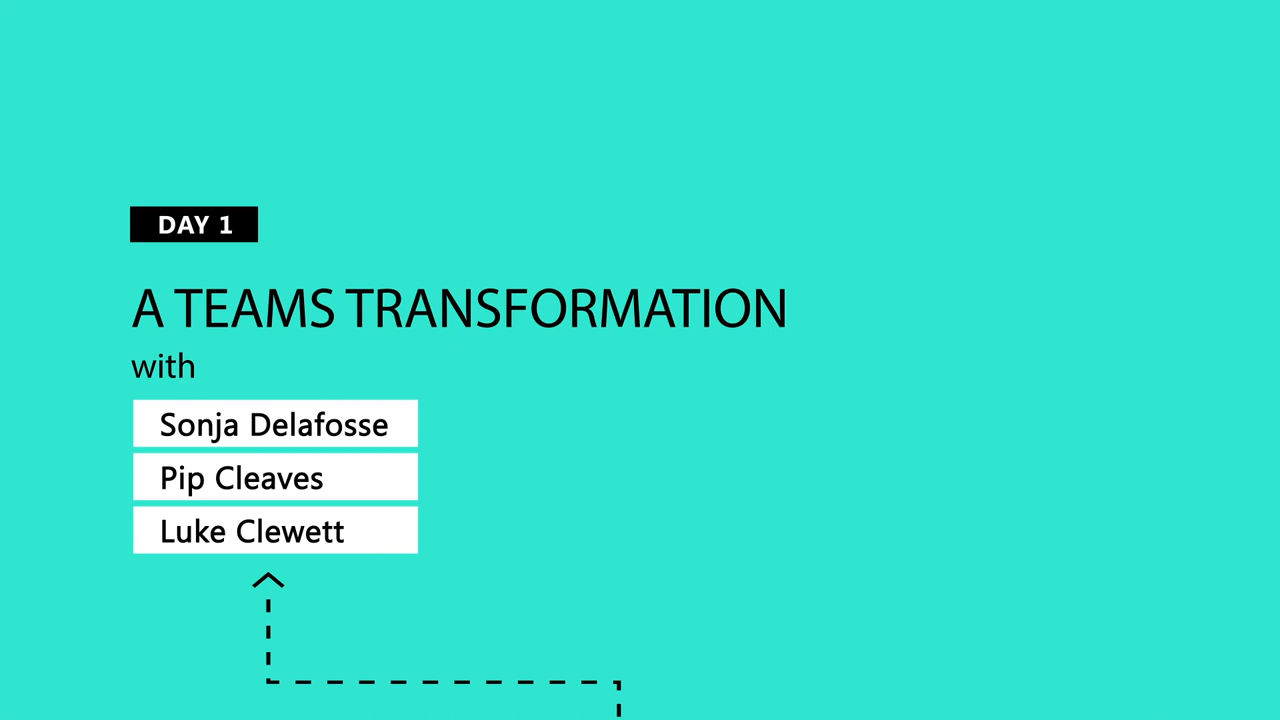 DAY 1
A TEAMS TRANSFORMATION
with
Sonja Delafosse
Pip Cleaves
Luke Clewett